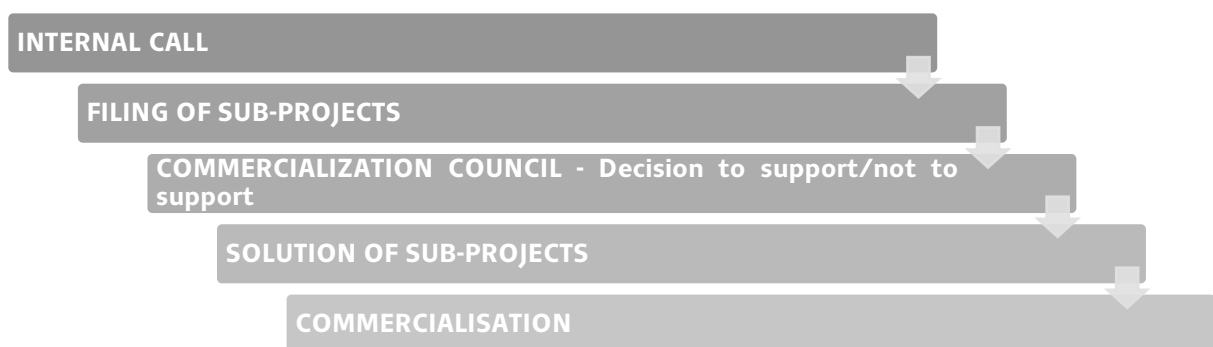 INTERNAL CALL
FILING OF SUB-PROJECTS
COMMERCIALIZATION COUNCIL - Decision to support/not to
support
SOLUTION OF SUB-PROJECTS
COMMERCIALISATION